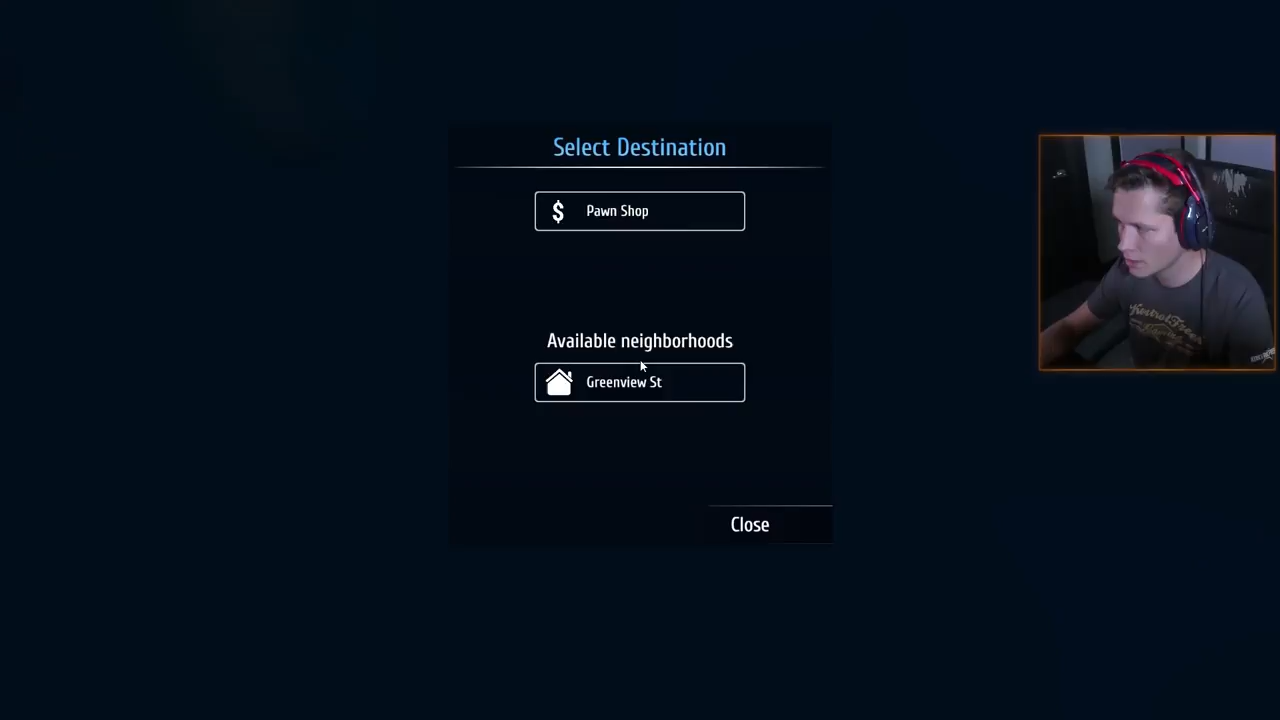 Select Destination
$ Pawn Shop
Available neighborhoods
Greenview St
Close